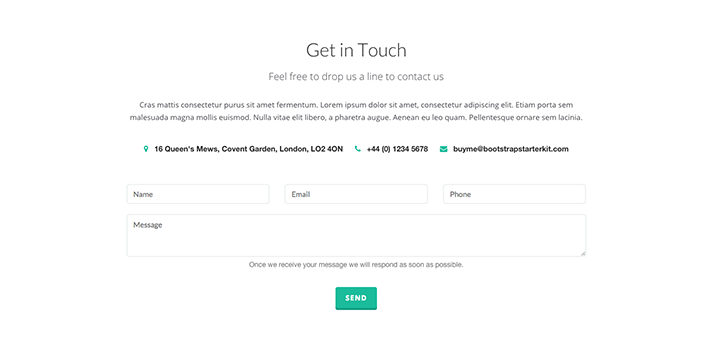 Get in Touch
Feel free to drop us a line to contact us
Cras mattis consectetur purus sit amet fermentum. Lorem ipsum dolor sit amet, consectetur adipiscing elit. Etiam porta sem
malesuada magna mollis euismod. Nulla vitae elit libero, a pharetra augue. Aenean eu leo quam. Pellentesque ornare sem lacinia.
16 Queen's Mews, Covent Garden, London, LO2 4ON +44 (0) 1234 5678 buyme@bootstrapstarterkit.com
Name Email Phone
Message
Once we receive your message we will respond as soon as possible.
SEND